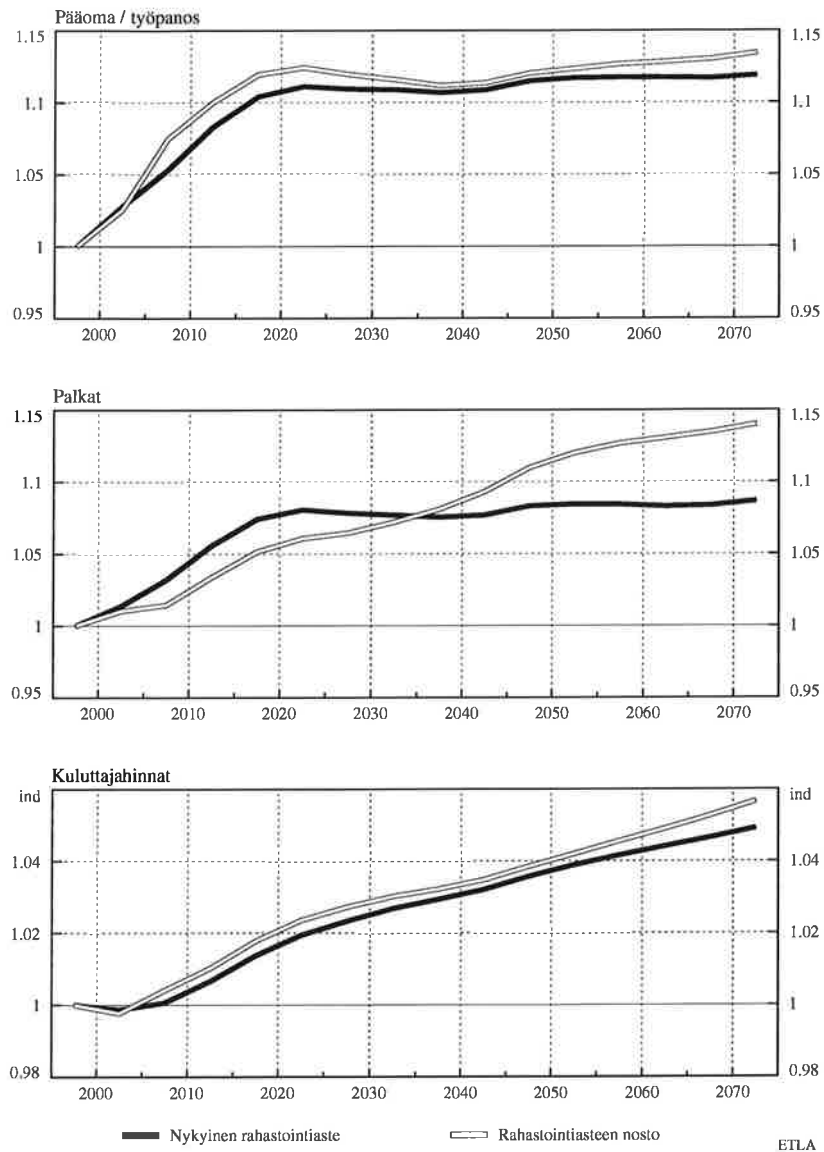 Pääoma / työpanos
1.15 1.15
1.1 1.1
1.05 1.05
1 1
0.95 0.95
2000 2010 2020 2030 2040 2050 2060 2070
Palkat
1.15 1.15
1.1 1.1
1.05 1.05
1 1
0.95 0.95
2000 2010 2020 2030 2040 2050 2060 2070
Kuluttajahinnat
ind ind
1.04 1.04
1.02 1.02
1 1
0.98 0.98
2000 2010 2020 2030 2040 2050 2060 2070
Nykyinen rahastointiaste Rahastointiasteen nosto
ETLA